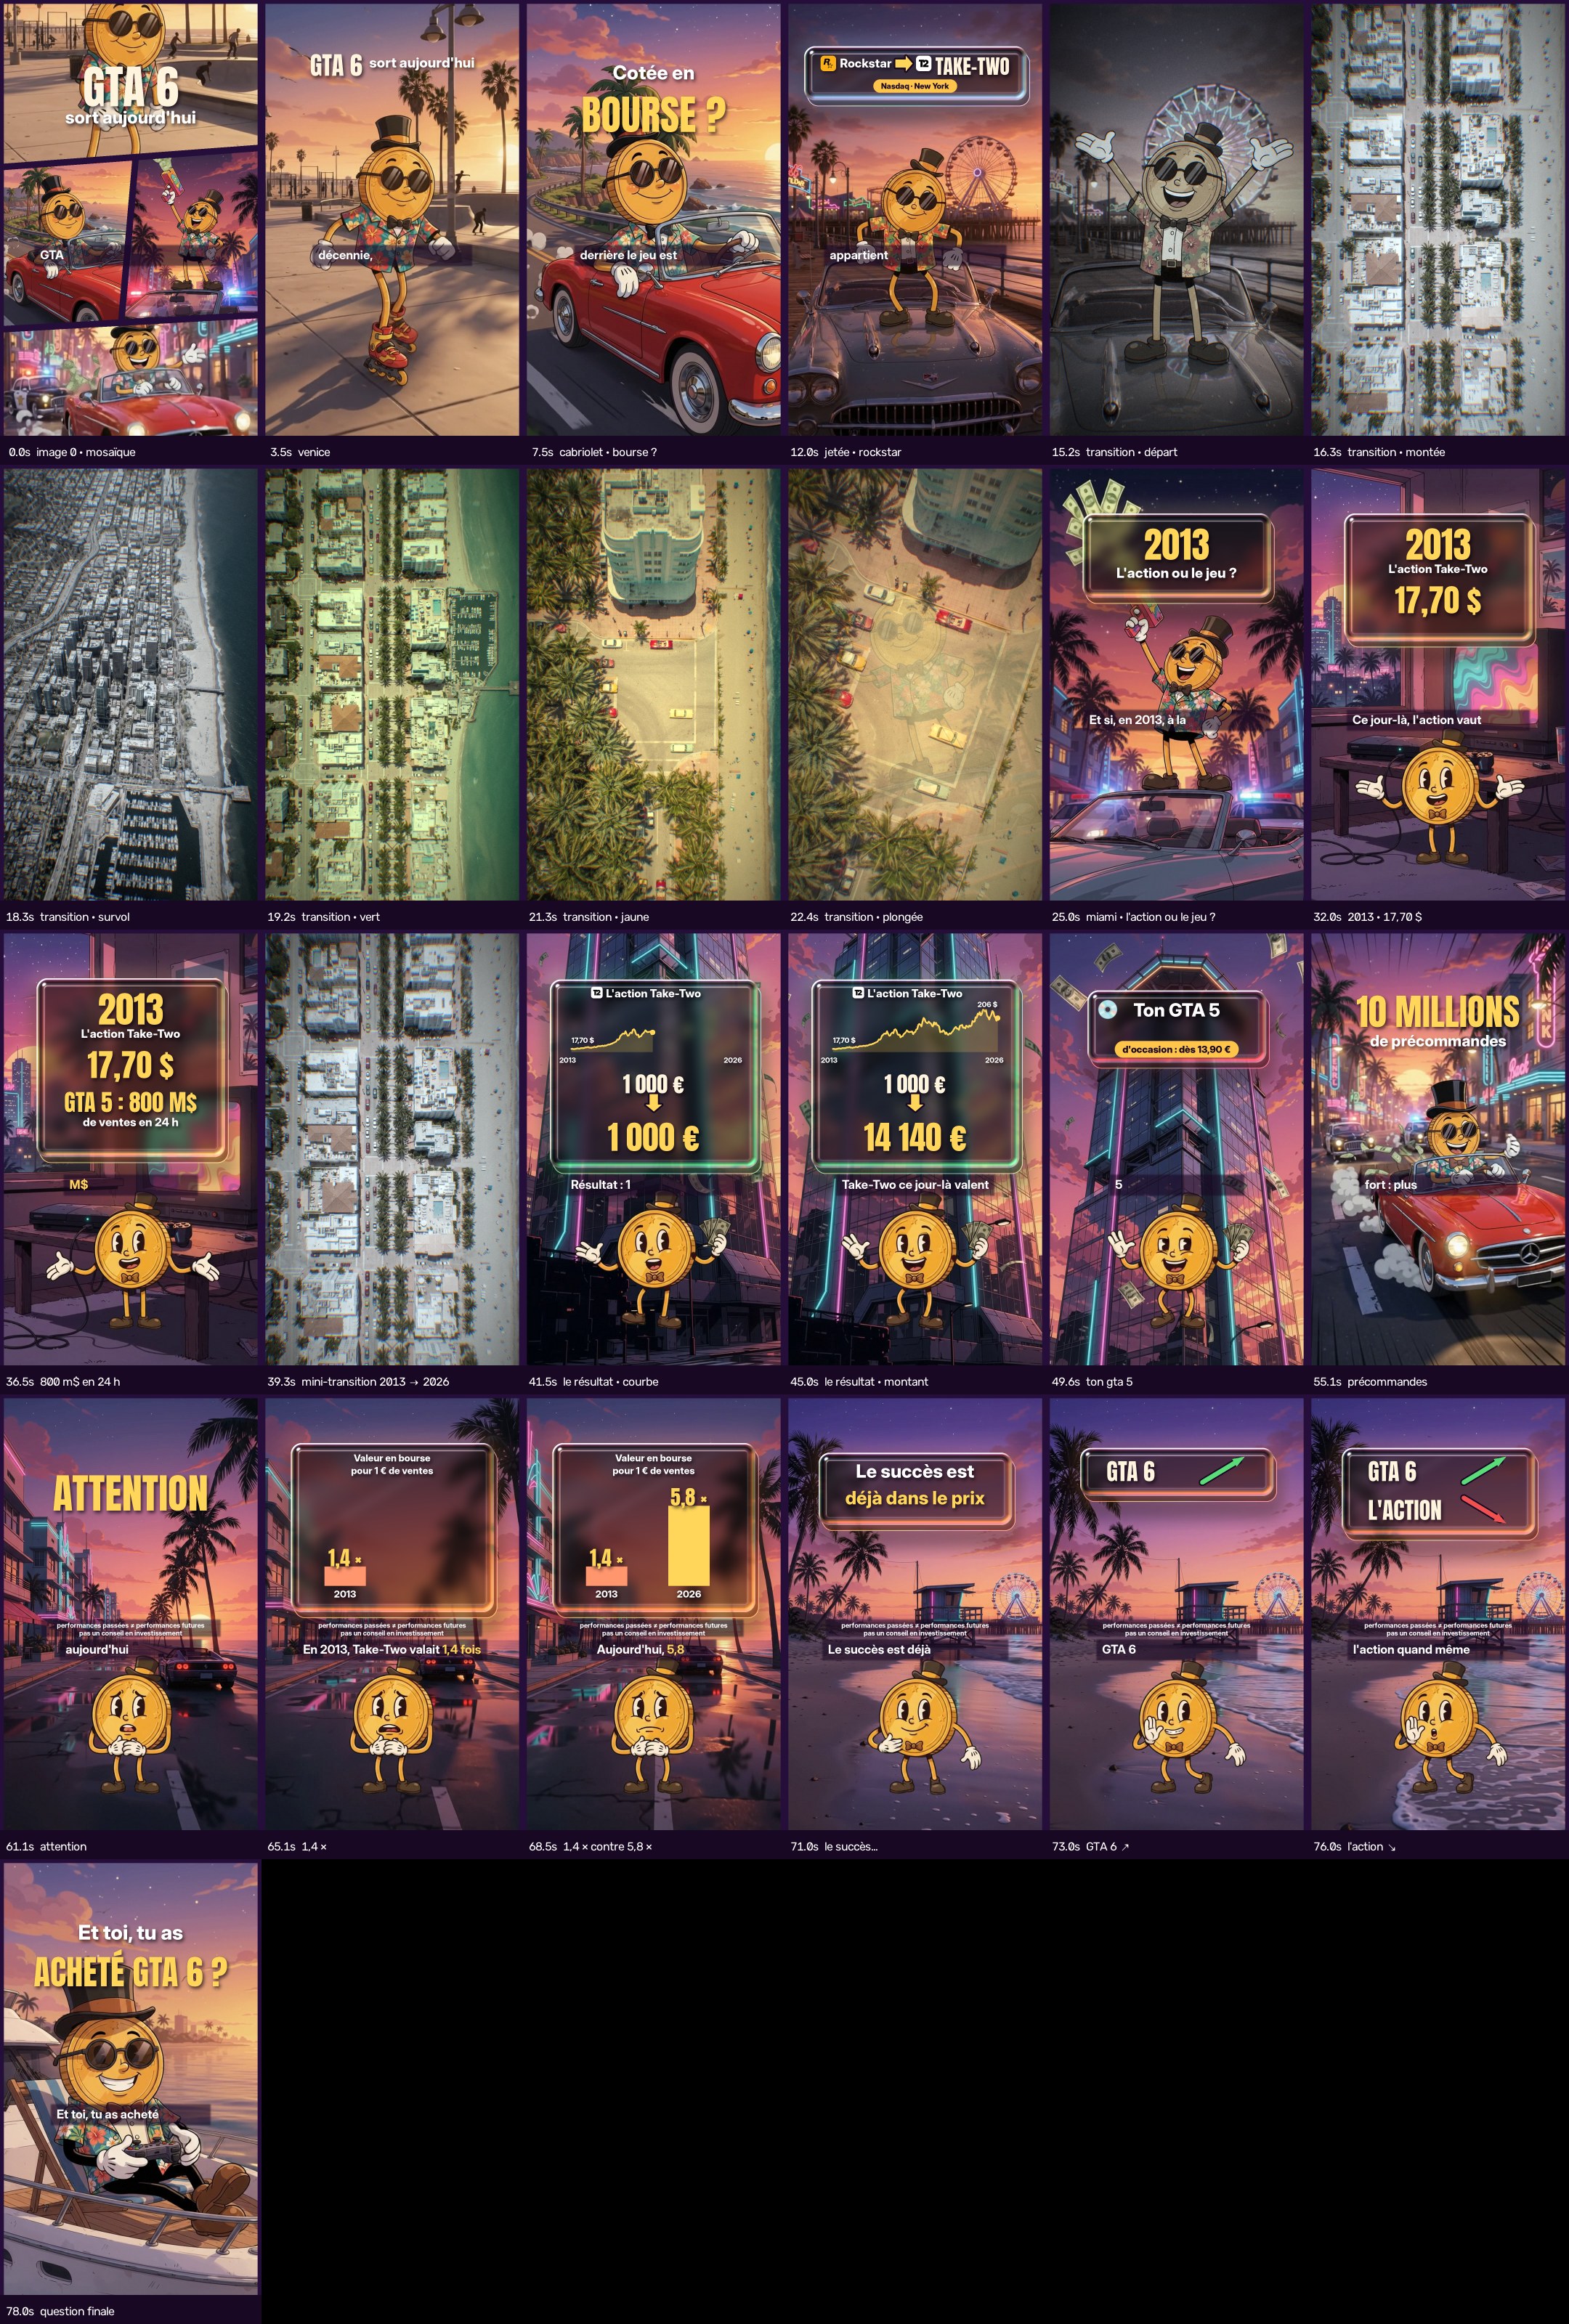 GTA 6
sort aujourd'hui
GTA
0.0s image 0 • mosaïque
GTA 6 sort aujourd'hui
décennie,
3.5s venice
Cotée en
BOURSE ?
derrière le jeu est
7.5s cabriolet • bourse ?
Rockstar TAKE-TWO
Nasdaq · New York
appartient
12.0s jetée • rockstar
15.2s transition • départ
16.3s transition • montée
18.3s transition • survol
19.2s transition • vert
21.3s transition • jaune
22.4s transition • plongée
2013
L'action ou le jeu ?
Et si, en 2013, à la
25.0s miami • l'action ou le jeu ?
2013
L'action Take-Two
17,70 $
Ce jour-là, l'action vaut
32.0s 2013 • 17,70 $
2013
L'action Take-Two
17,70 $
GTA 5 : 800 M$
de ventes en 24 h
M$
36.5s 800 m$ en 24 h
39.3s mini-transition 2013 → 2026
T2 L'action Take-Two
17,70 $
2013 2026
1 000 €
1 000 €
Résultat : 1
41.5s le résultat • courbe
T2 L'action Take-Two
206 $
17,70 $
2013 2026
1 000 €
14 140 €
Take-Two ce jour-là valent
45.0s le résultat • montant
Ton GTA 5
d'occasion : dès 13,90 €
5
49.6s ton gta 5
10 MILLIONS
de précommandes
fort : plus
55.1s précommandes
ATTENTION
performances passées ≠ performances futures
pas un conseil en investissement
aujourd'hui
61.1s attention
Valeur en bourse
pour 1 € de ventes
1,4 ×
2013
performances passées ≠ performances futures
pas un conseil en investissement
En 2013, Take-Two valait 1,4 fois
65.1s 1,4 ×
Valeur en bourse
pour 1 € de ventes
5,8 ×
1,4 ×
2013 2026
performances passées ≠ performances futures
pas un conseil en investissement
Aujourd'hui, 5,8
68.5s 1,4 × contre 5,8 ×
Le succès est
déjà dans le prix
performances passées ≠ performances futures
pas un conseil en investissement
Le succès est déjà
71.0s le succès...
GTA 6
performances passées ≠ performances futures
pas un conseil en investissement
GTA 6
73.0s GTA 6 ↗
GTA 6
L'ACTION
performances passées ≠ performances futures
pas un conseil en investissement
l'action quand même
76.0s l'action ↘
Et toi, tu as
ACHETÉ GTA 6 ?
Et toi, tu as acheté
78.0s question finale